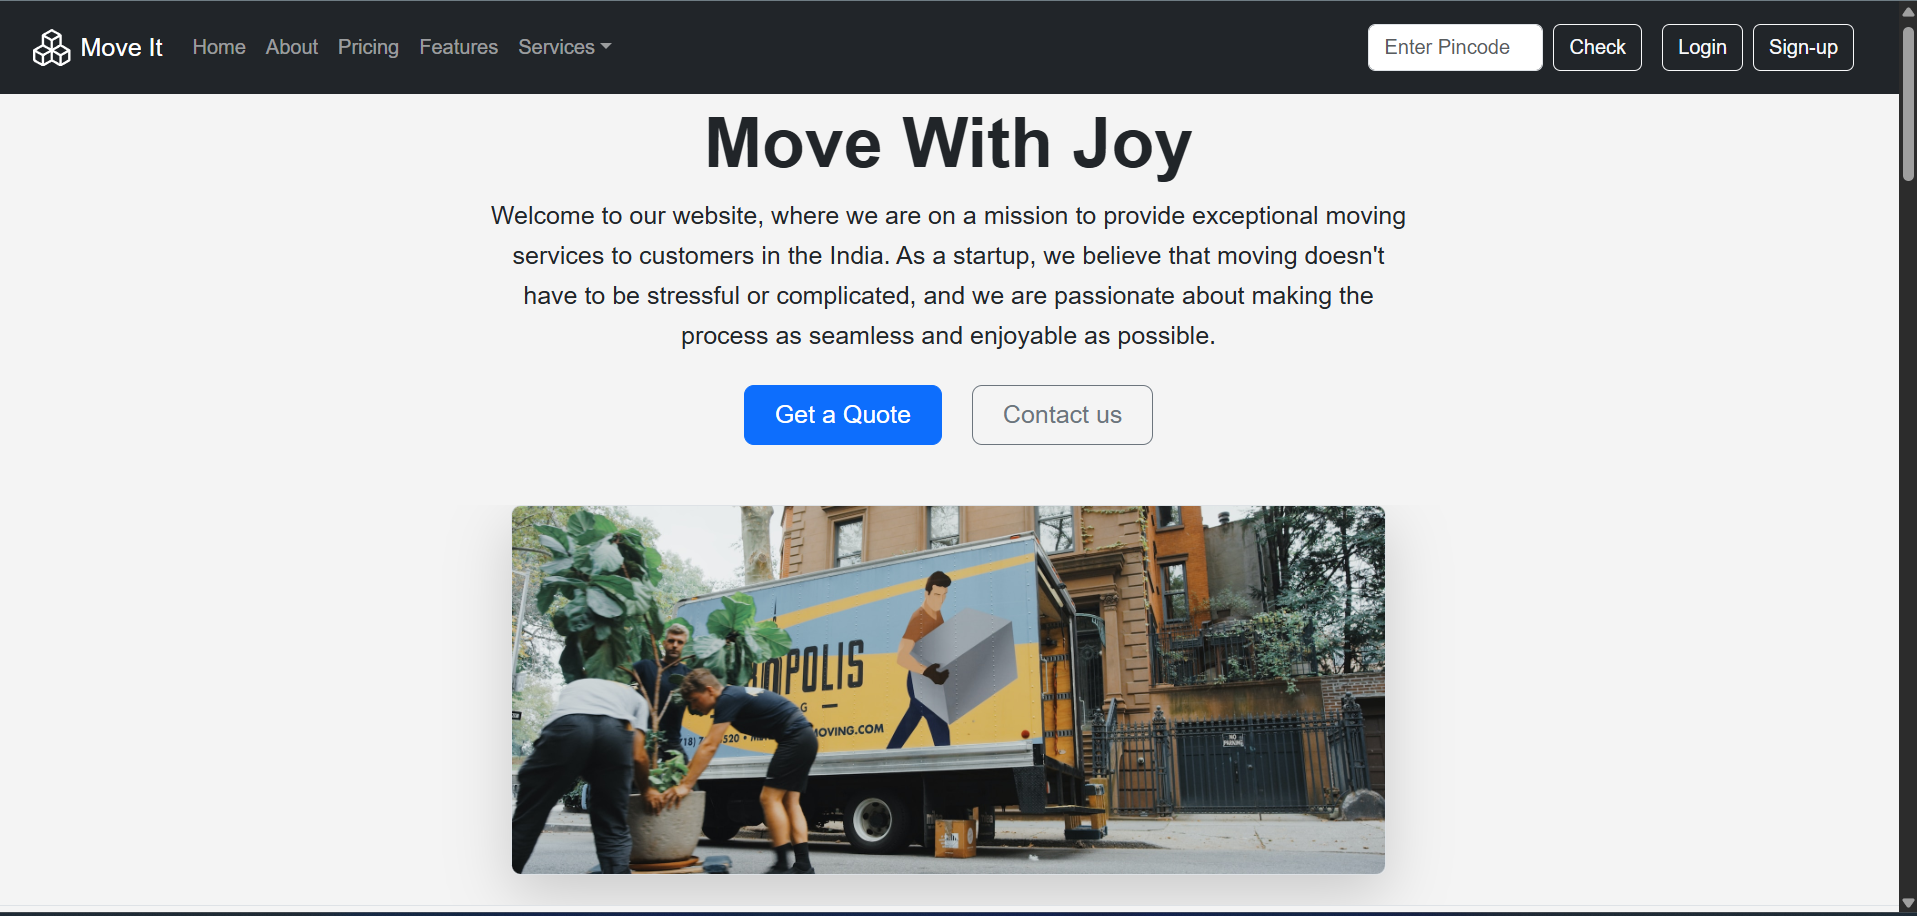 Move It
Home
About
Pricing
Features
Services
Enter Pincode
Check
Login
Sign-up
Move With Joy
Welcome to our website, where we are on a mission to provide exceptional moving
services to customers in the India. As a startup, we believe that moving doesn't
have to be stressful or complicated, and we are passionate about making the
process as seamless and enjoyable as possible.
Get a Quote
Contact us
OPOLIS
G
520 •
MOVING.COM
NO
PARKING